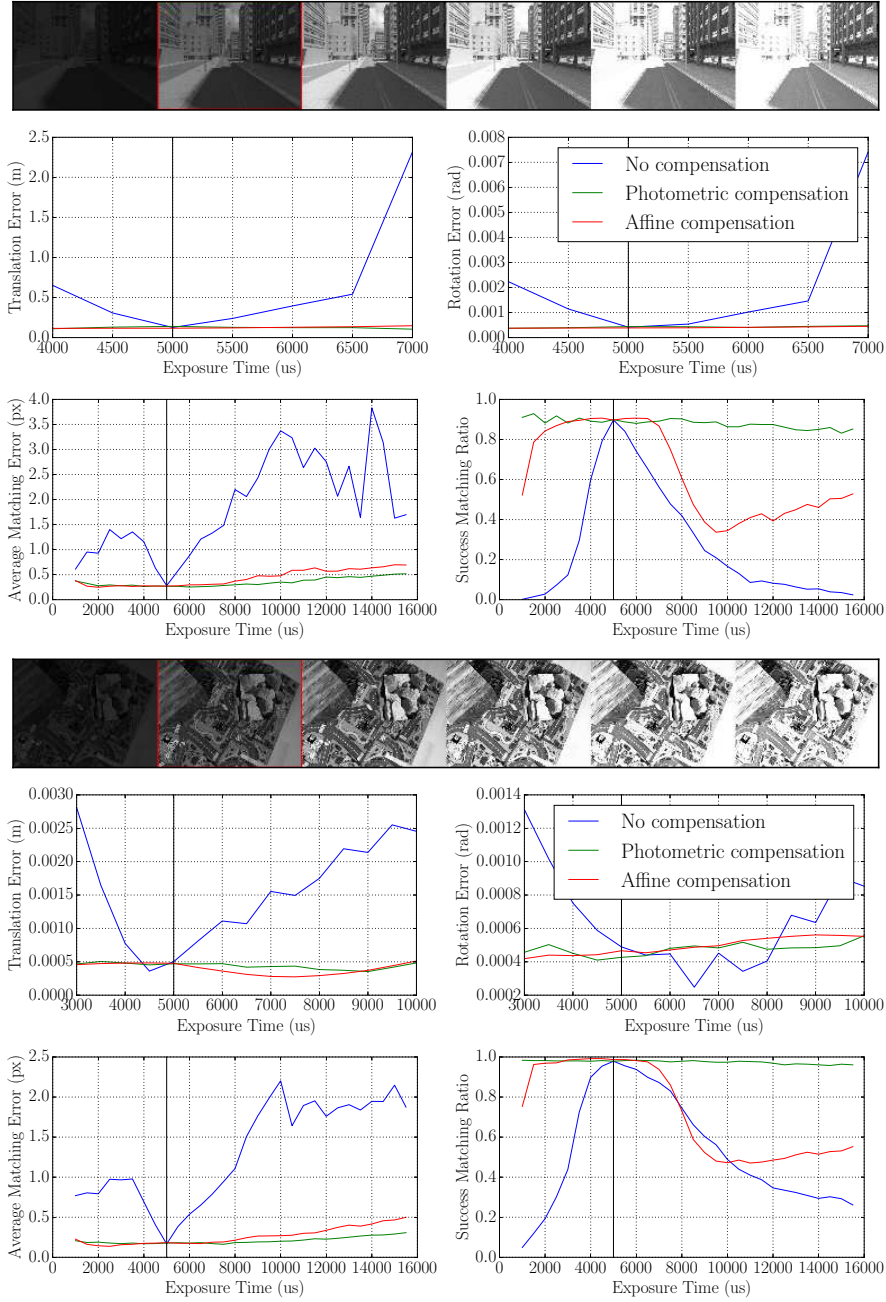 2.5
2.0
1.5
1.0
0.5
0.0
Translation Error (m)
4000 4500 5000 5500 6000 6500 7000
Exposure Time (us)
0.008
0.007
0.006
0.005
0.004
0.003
0.002
0.001
0.000
Rotation Error (rad)
No compensation
Photometric compensation
Affine compensation
4000 4500 5000 5500 6000 6500 7000
Exposure Time (us)
4.0
3.5
3.0
2.5
2.0
1.5
1.0
0.5
0.0
Average Matching Error (px)
0 2000 4000 6000 8000 10000 12000 14000 16000
Exposure Time (us)
1.0
0.8
0.6
0.4
0.2
0.0
Success Matching Ratio
0 2000 4000 6000 8000 10000 12000 14000 16000
Exposure Time (us)
0.0030
0.0025
0.0020
0.0015
0.0010
0.0005
0.0000
Translation Error (m)
3000 4000 5000 6000 7000 8000 9000 10000
Exposure Time (us)
0.0014
0.0012
0.0010
0.0008
0.0006
0.0004
0.0002
Rotation Error (rad)
No compensation
Photometric compensation
Affine compensation
3000 4000 5000 6000 7000 8000 9000 10000
Exposure Time (us)
2.5
2.0
1.5
1.0
0.5
0.0
Average Matching Error (px)
0 2000 4000 6000 8000 10000 12000 14000 16000
Exposure Time (us)
1.0
0.8
0.6
0.4
0.2
0.0
Success Matching Ratio
0 2000 4000 6000 8000 10000 12000 14000 16000
Exposure Time (us)